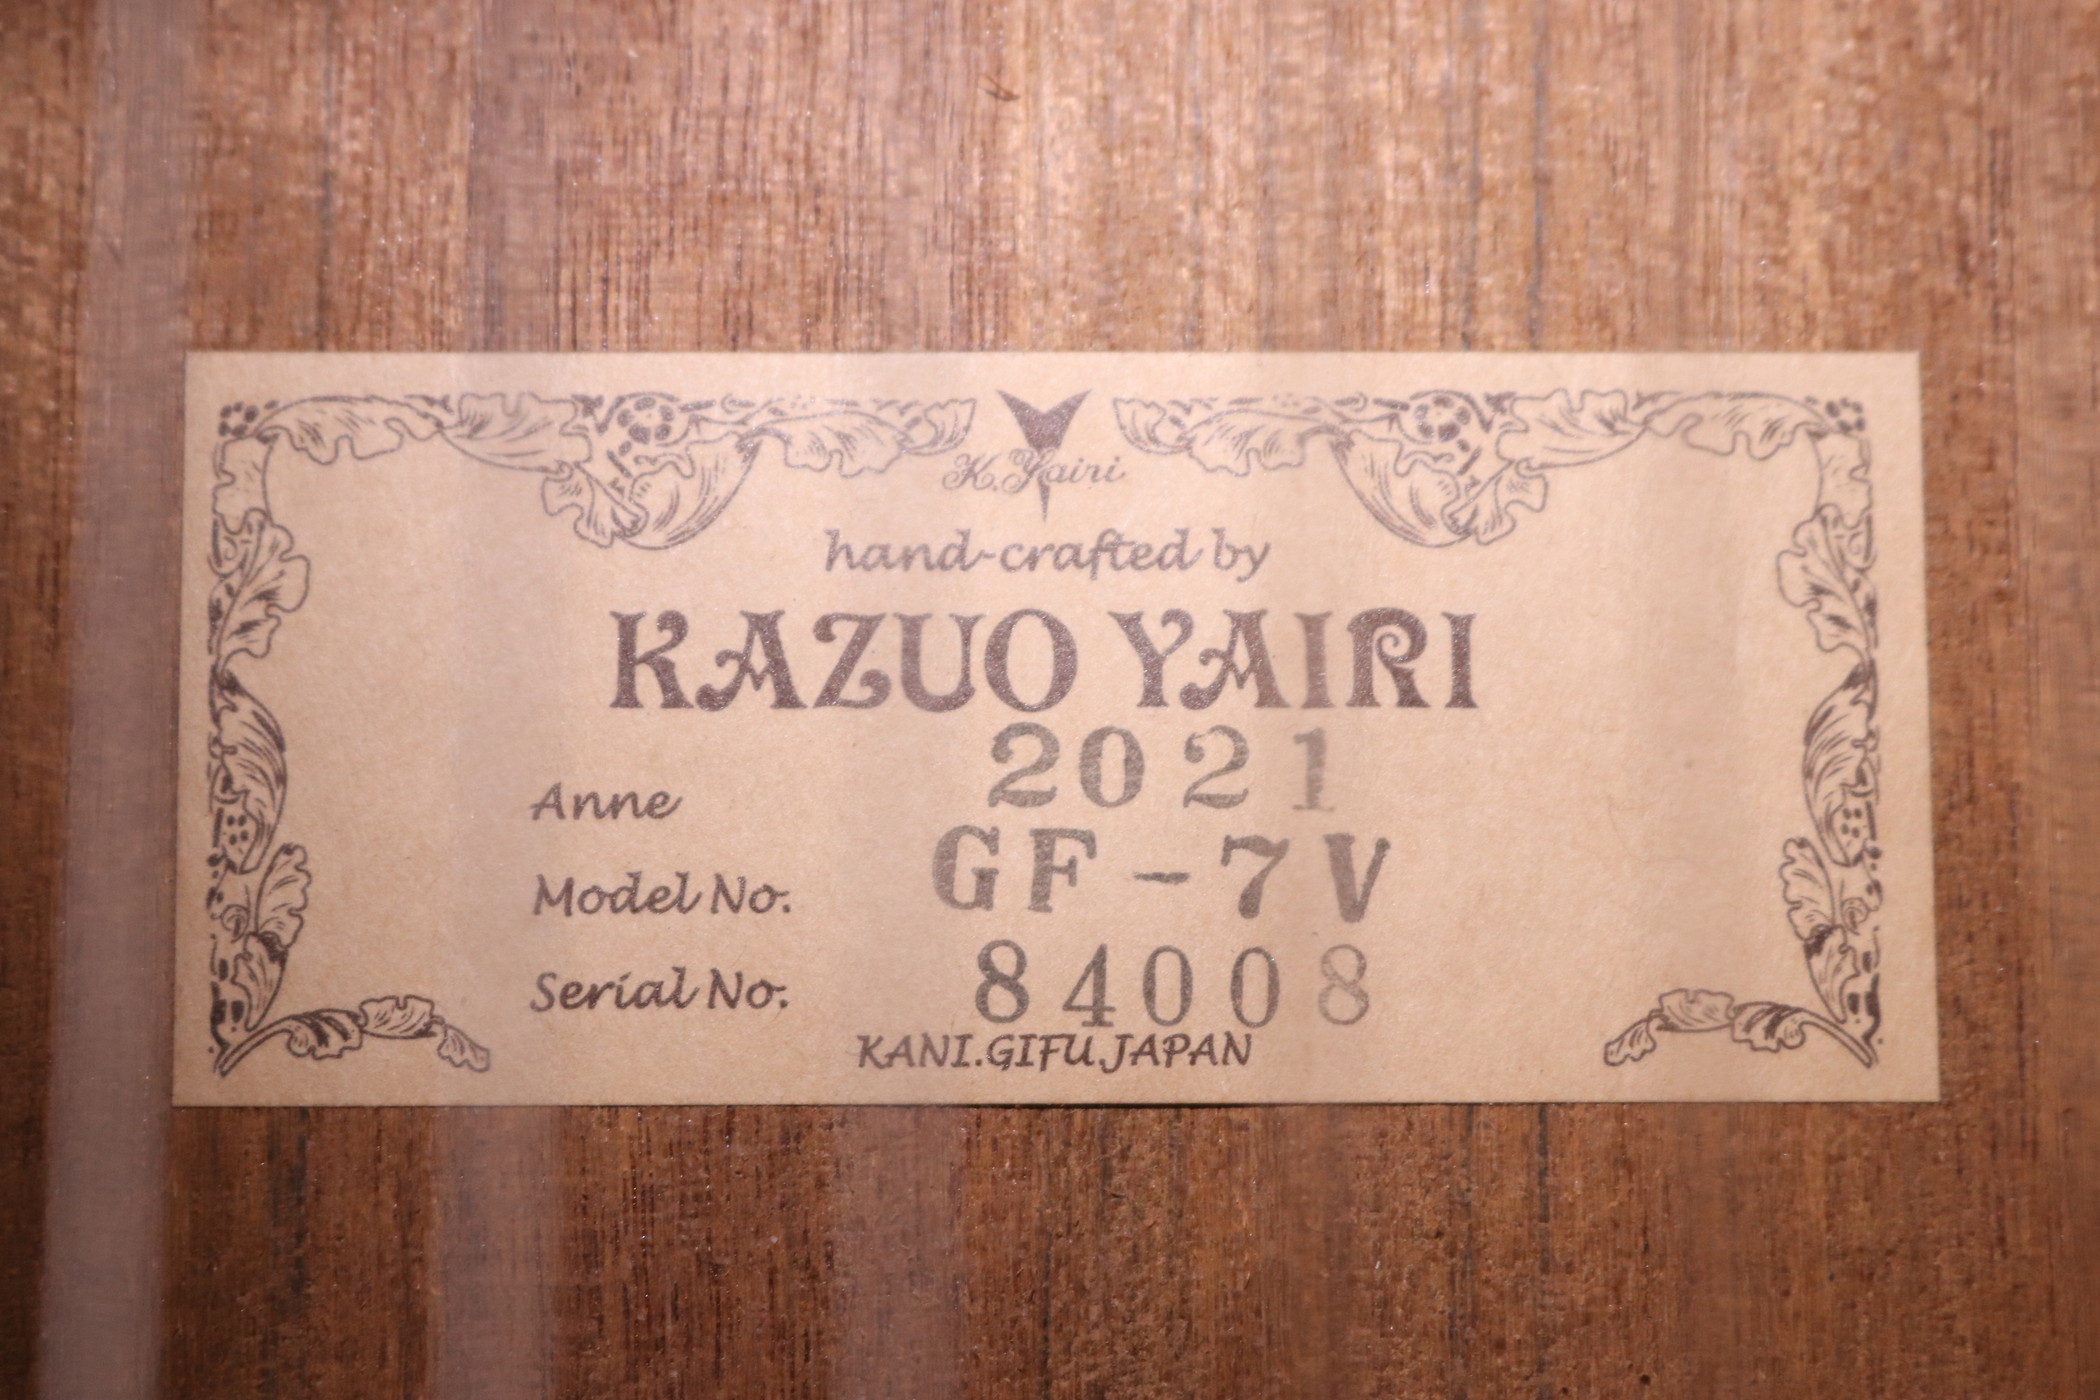 K.Yairi
hand-crafted by
KAZUO YAIRI
Anne 2021
Model No. GF-7V
Serial No. 84008
KANI.GIFU.JAPAN